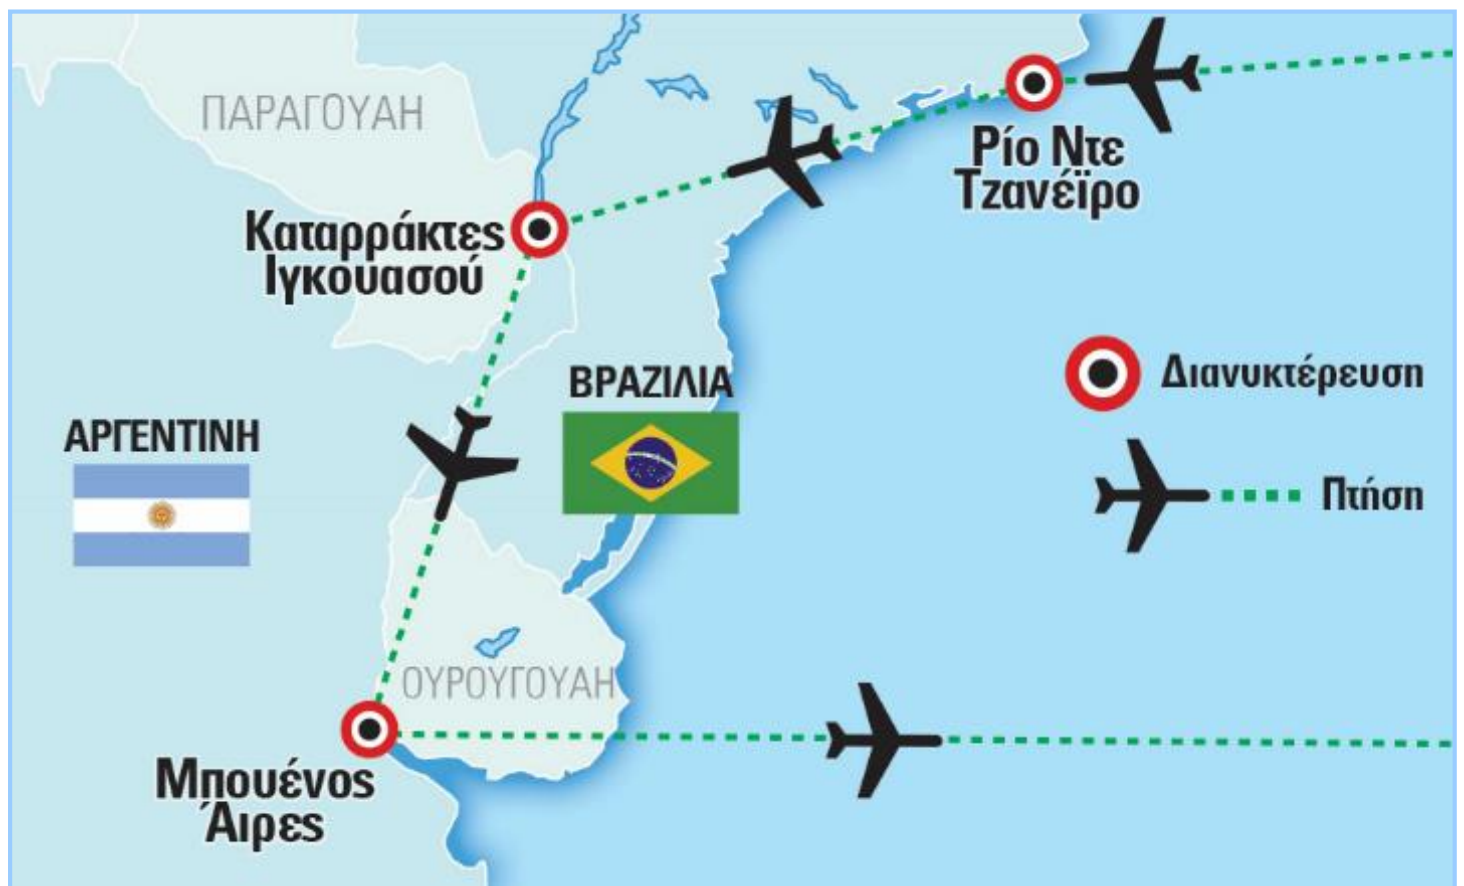 ΠΑΡΑΓΟΥΑΗ
Ρίο Ντε
Τζανέϊρο
Καταρράκτες
Ιγκουασού
ΒΡΑΖΙΛΙΑ
Διανυκτέρευση
ΑΡΓΕΝΤΙΝΗ
Πτήση
ΟΥΡΟΥΓΟΥΑΗ
Μπουένος
Άιρες